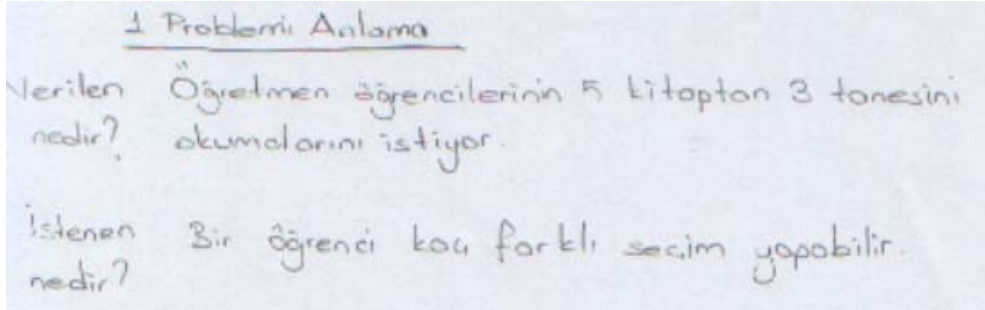 1 Problemi Anlama
Verilen Öğretmen öğrencilerinin 5 kitaptan 3 tanesini
nedir? okumalarını istiyor.
İstenen Bir öğrenci kaç farklı seçim yapabilir.
nedir?